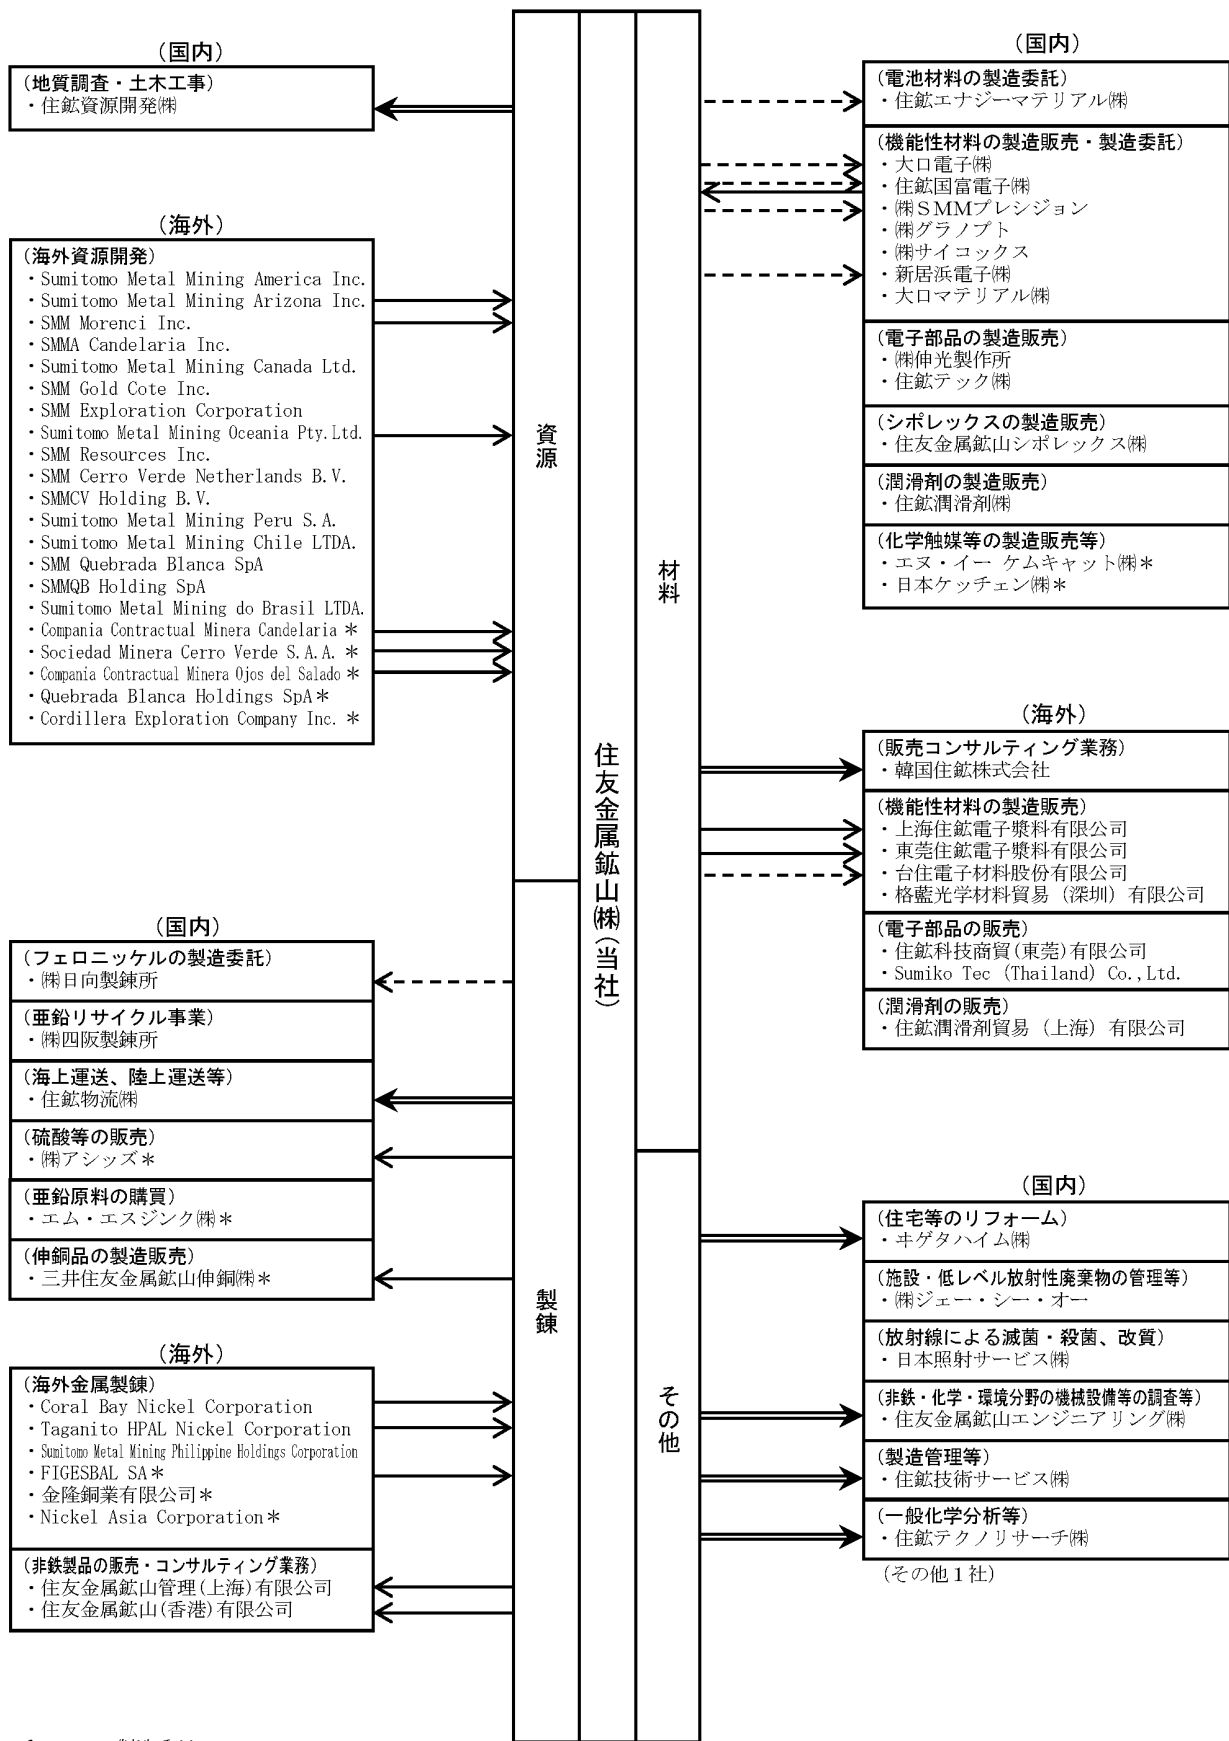 (国内)
(地質調査・土木工事)
・住鉱資源開発㈱
(海外)
(海外資源開発)
・Sumitomo Metal Mining America Inc.
・Sumitomo Metal Mining Arizona Inc.
・SMM Morenci Inc.
・SMMA Candelaria Inc.
・Sumitomo Metal Mining Canada Ltd.
・SMM Gold Cote Inc.
・SMM Exploration Corporation
・Sumitomo Metal Mining Oceania Pty.Ltd.
・SMM Resources Inc.
・SMM Cerro Verde Netherlands B.V.
・SMMCV Holding B.V.
・Sumitomo Metal Mining Peru S.A.
・Sumitomo Metal Mining Chile LTDA.
・SMM Quebrada Blanca SpA
・SMMQB Holding SpA
・Sumitomo Metal Mining do Brasil LTDA.
・Compania Contractual Minera Candelaria ＊
・Sociedad Minera Cerro Verde S.A.A. ＊
・Compania Contractual Minera Ojos del Salado ＊
・Quebrada Blanca Holdings SpA＊
・Cordillera Exploration Company Inc. ＊
(国内)
(フェロニッケルの製造委託)
・㈱日向製錬所
(亜鉛リサイクル事業)
・㈱四阪製錬所
(海上運送、陸上運送等)
・住鉱物流㈱
(硫酸等の販売)
・㈱アシッズ＊
(亜鉛原料の購買)
・エム・エスジンク㈱＊
(伸銅品の製造販売)
・三井住友金属鉱山伸銅㈱＊
(海外)
(海外金属製錬)
・Coral Bay Nickel Corporation
・Taganito HPAL Nickel Corporation
・Sumitomo Metal Mining Philippine Holdings Corporation
・FIGESBAL SA＊
・金隆銅業有限公司＊
・Nickel Asia Corporation＊
(非鉄製品の販売・コンサルティング業務)
・住友金属鉱山管理(上海)有限公司
・住友金属鉱山(香港)有限公司
資源
製錬
住友金属鉱山㈱(当社)
材料
その他
(国内)
(電池材料の製造委託)
・住鉱エナジーマテリアル㈱
(機能性材料の製造販売・製造委託)
・大口電子㈱
・住鉱国富電子㈱
・㈱ＳＭＭプレシジョン
・㈱グラノプト
・㈱サイコックス
・新居浜電子㈱
・大口マテリアル㈱
(電子部品の製造販売)
・㈱伸光製作所
・住鉱テック㈱
(シポレックスの製造販売)
・住友金属鉱山シポレックス㈱
(潤滑剤の製造販売)
・住鉱潤滑剤㈱
(化学触媒等の製造販売等)
・エヌ・イー ケムキャット㈱＊
・日本ケッチェン㈱＊
(海外)
(販売コンサルティング業務)
・韓国住鉱株式会社
(機能性材料の製造販売)
・上海住鉱電子漿料有限公司
・東莞住鉱電子漿料有限公司
・台住電子材料股份有限公司
・格藍光学材料貿易（深圳）有限公司
(電子部品の販売)
・住鉱科技商貿(東莞)有限公司
・Sumiko Tec (Thailand) Co.,Ltd.
(潤滑剤の販売)
・住鉱潤滑剤貿易（上海）有限公司
(国内)
(住宅等のリフォーム)
・ヰゲタハイム㈱
(施設・低レベル放射性廃棄物の管理等)
・㈱ジェー・シー・オー
(放射線による滅菌・殺菌、改質)
・日本照射サービス㈱
(非鉄・化学・環境分野の機械設備等の調査等)
・住友金属鉱山エンジニアリング㈱
(製造管理等)
・住鉱技術サービス㈱
(一般化学分析等)
・住鉱テクノリサーチ㈱
(その他１社)